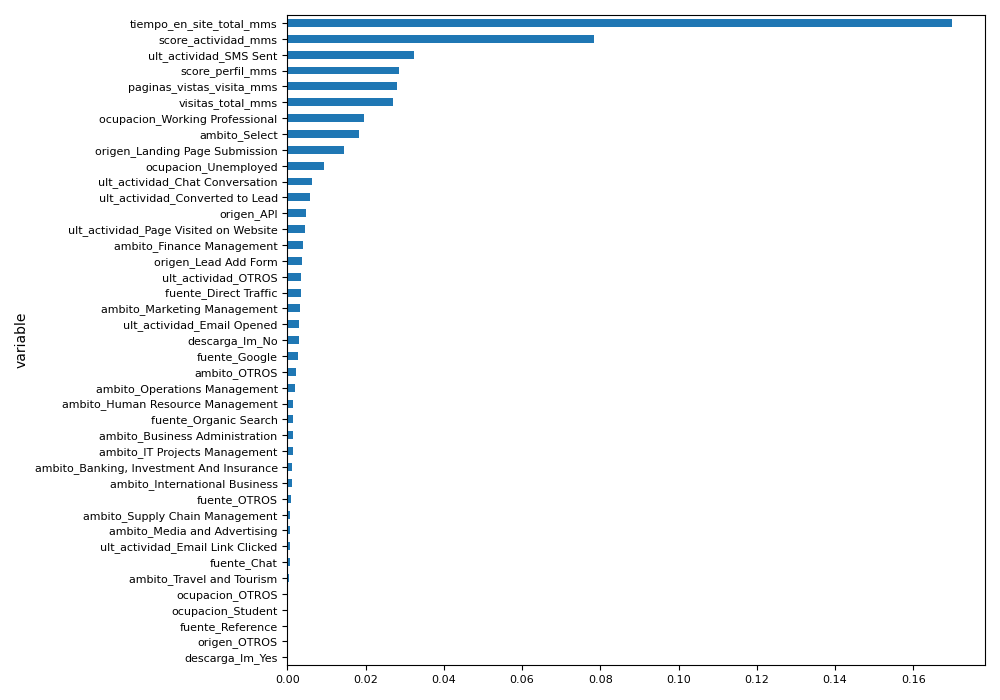 variable
tiempo_en_site_total_mms
score_actividad_mms
ult_actividad_SMS Sent
score_perfil_mms
paginas_vistas_visita_mms
visitas_total_mms
ocupacion_Working Professional
ambito_Select
origen_Landing Page Submission
ocupacion_Unemployed
ult_actividad_Chat Conversation
ult_actividad_Converted to Lead
origen_API
ult_actividad_Page Visited on Website
ambito_Finance Management
origen_Lead Add Form
ult_actividad_OTROS
fuente_Direct Traffic
ambito_Marketing Management
ult_actividad_Email Opened
descarga_lm_No
fuente_Google
ambito_OTROS
ambito_Operations Management
ambito_Human Resource Management
fuente_Organic Search
ambito_Business Administration
ambito_IT Projects Management
ambito_Banking, Investment And Insurance
ambito_International Business
fuente_OTROS
ambito_Supply Chain Management
ambito_Media and Advertising
ult_actividad_Email Link Clicked
fuente_Chat
ambito_Travel and Tourism
ocupacion_OTROS
ocupacion_Student
fuente_Reference
origen_OTROS
descarga_lm_Yes
0.00 0.02 0.04 0.06 0.08 0.10 0.12 0.14 0.16